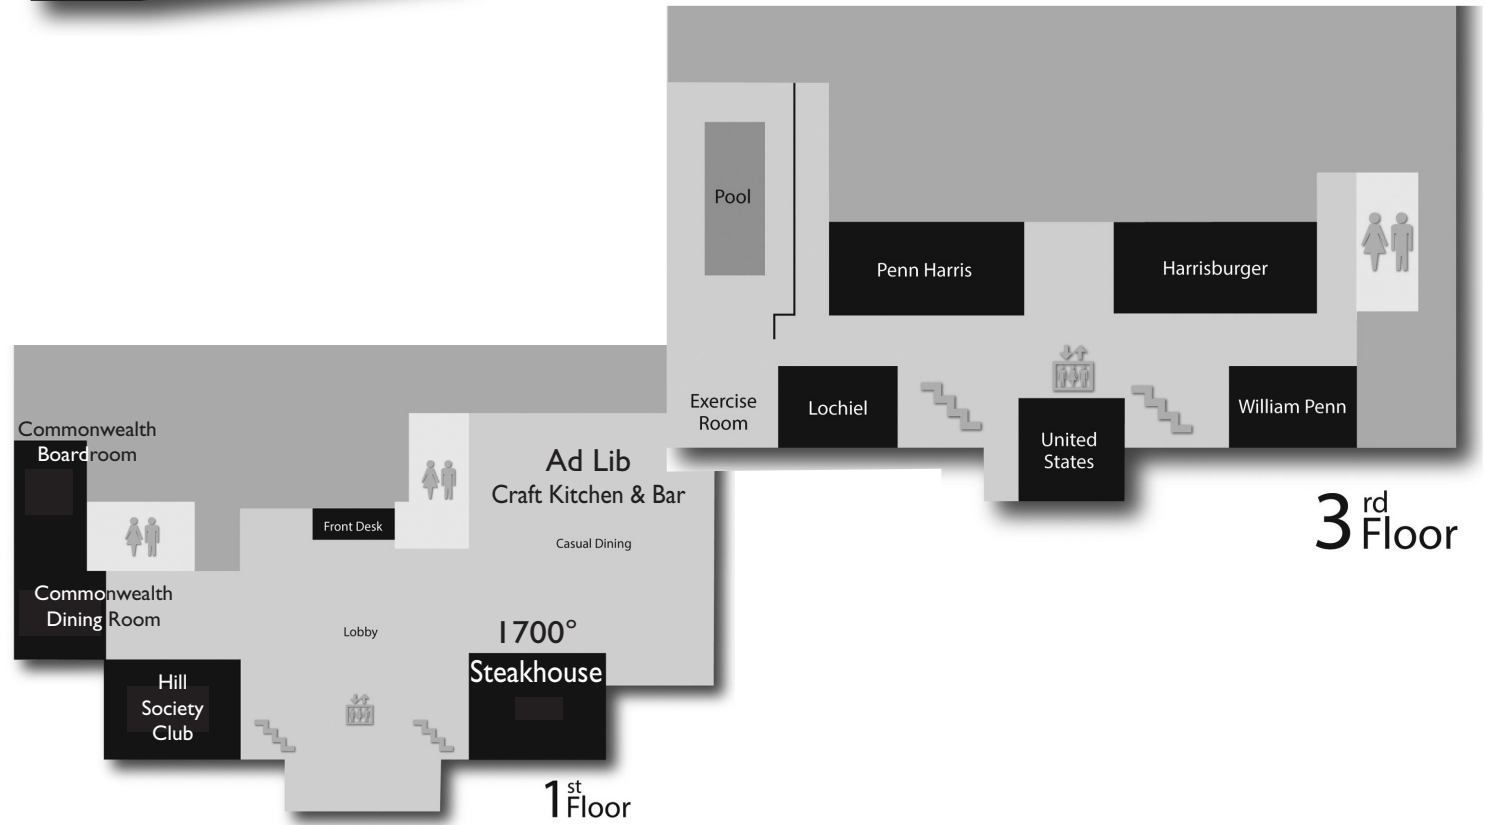 Pool
Penn Harris
Harrisburger
Exercise
Room
Lochiel
United
States
William Penn
3rd
Floor
Commonwealth
Boardroom
Ad Lib
Craft Kitchen & Bar
Front Desk
Casual Dining
Commonwealth
Dining Room
Lobby
1700°
Steakhouse
Hill
Society
Club
1st
Floor